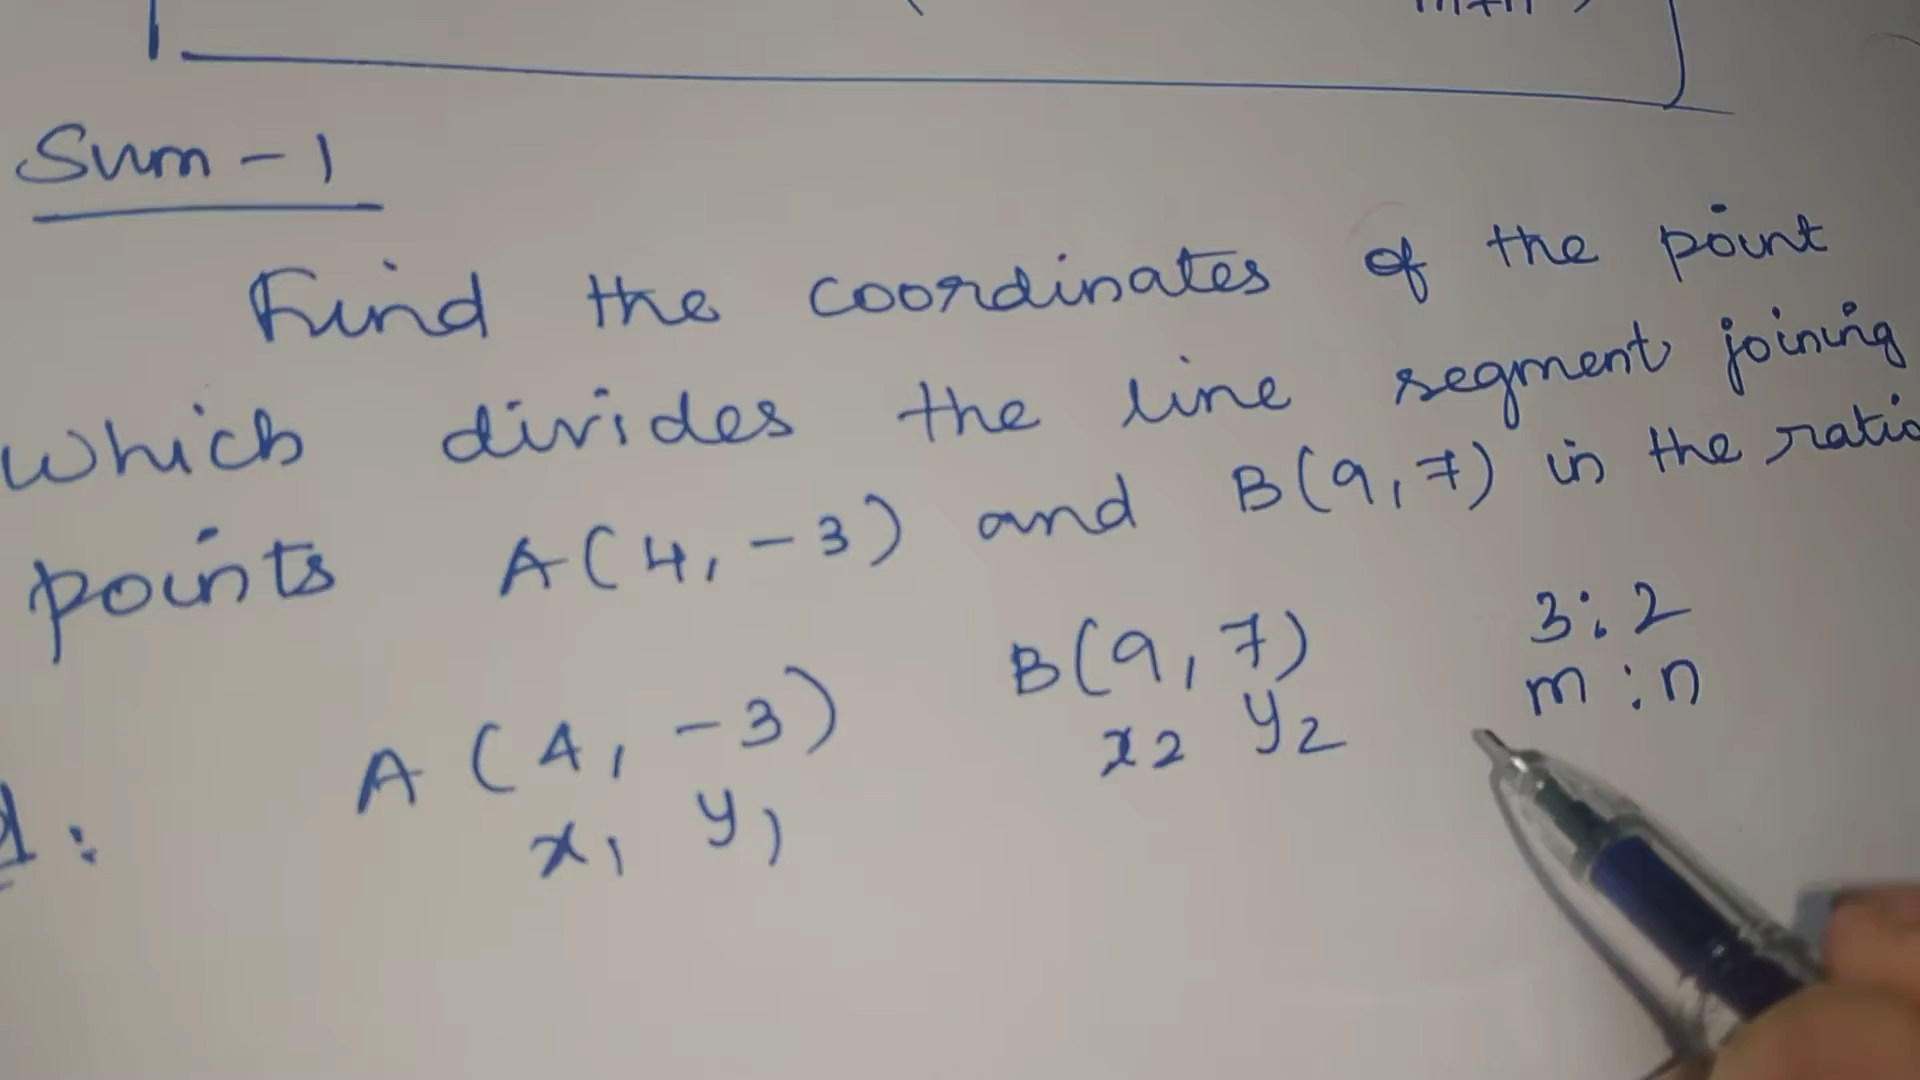 m+n
Sum-1
Find the coordinates of the point
which divides the line segment joining
points A(4,-3) and B(9,7) in the ratio
3:2
A(4,-3) B(9,7) m:n
x1 y1 x2 y2